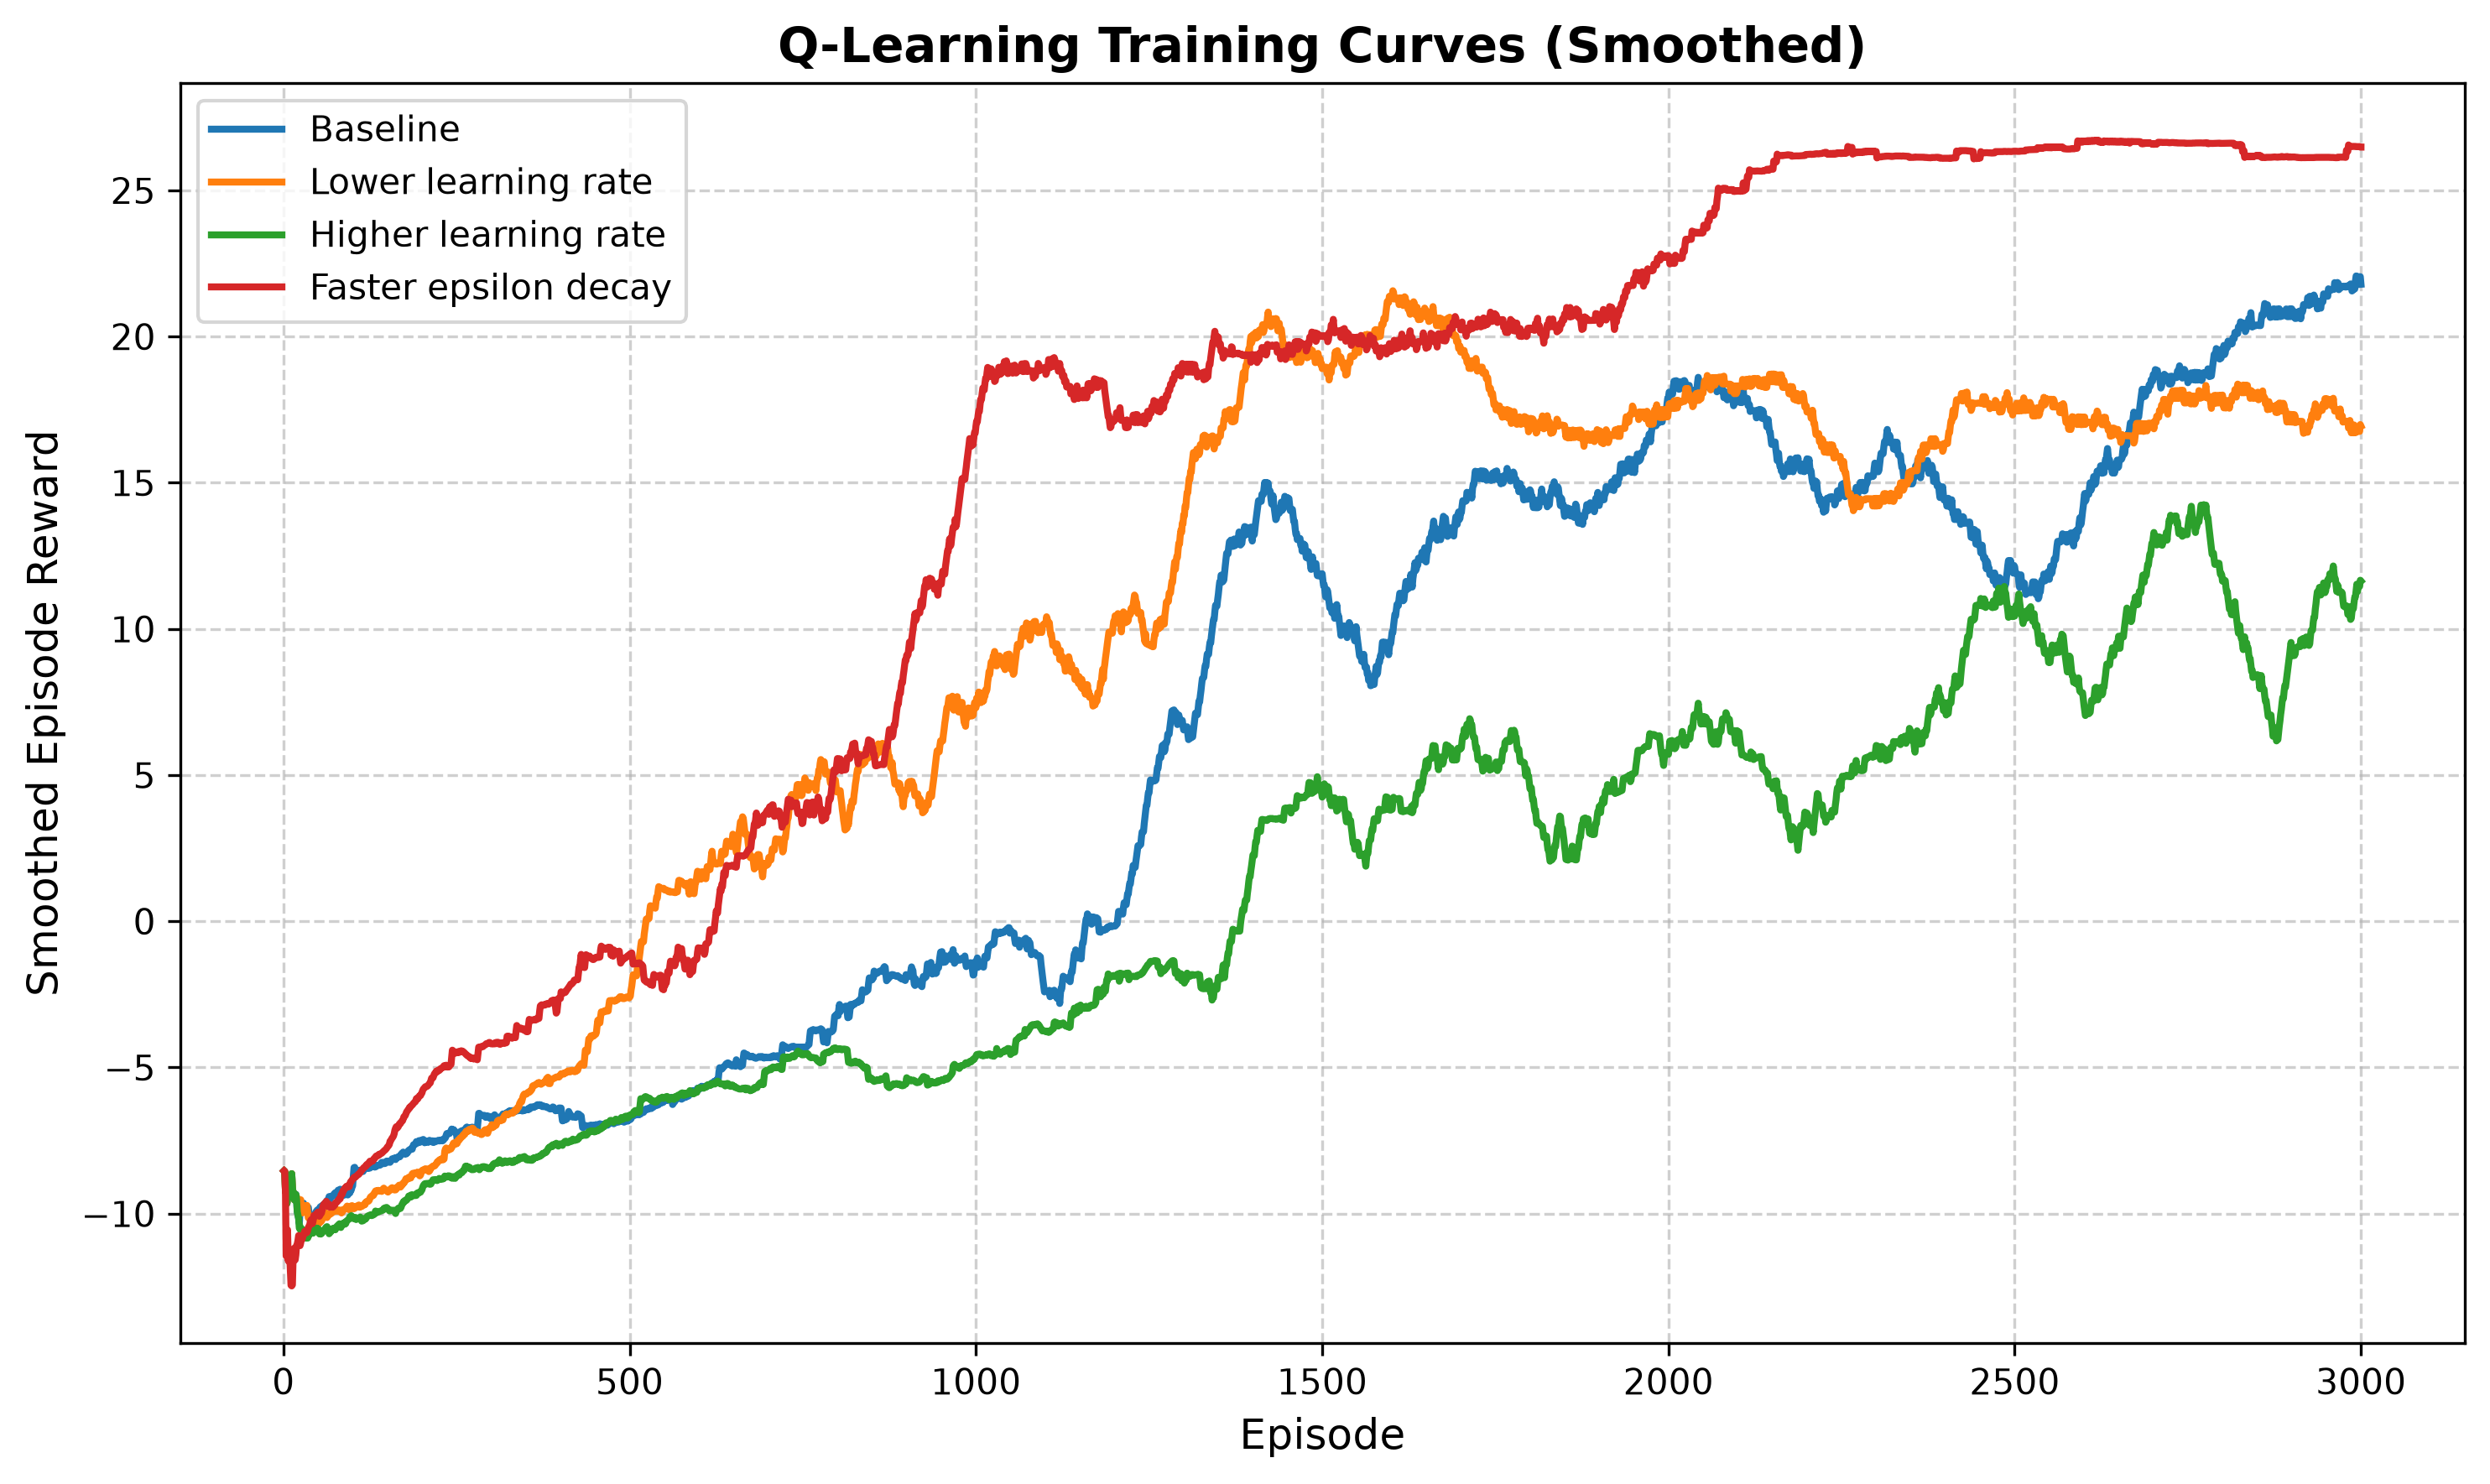 Q-Learning Training Curves (Smoothed)
Baseline
Lower learning rate
Higher learning rate
Faster epsilon decay
Smoothed Episode Reward
25
20
15
10
5
0
−5
−10
0 500 1000 1500 2000 2500 3000
Episode